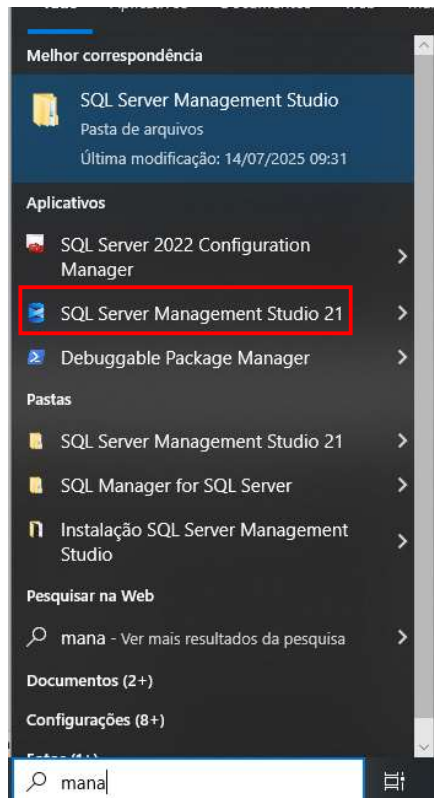 Melhor correspondência
SQL Server Management Studio
Pasta de arquivos
Última modificação: 14/07/2025 09:31
Aplicativos
SQL Server 2022 Configuration
Manager
SQL Server Management Studio 21
Debuggable Package Manager
Pastas
SQL Server Management Studio 21
SQL Manager for SQL Server
Instalação SQL Server Management
Studio
Pesquisar na Web
mana - Ver mais resultados da pesquisa
Documentos (2+)
Configurações (8+)
mana